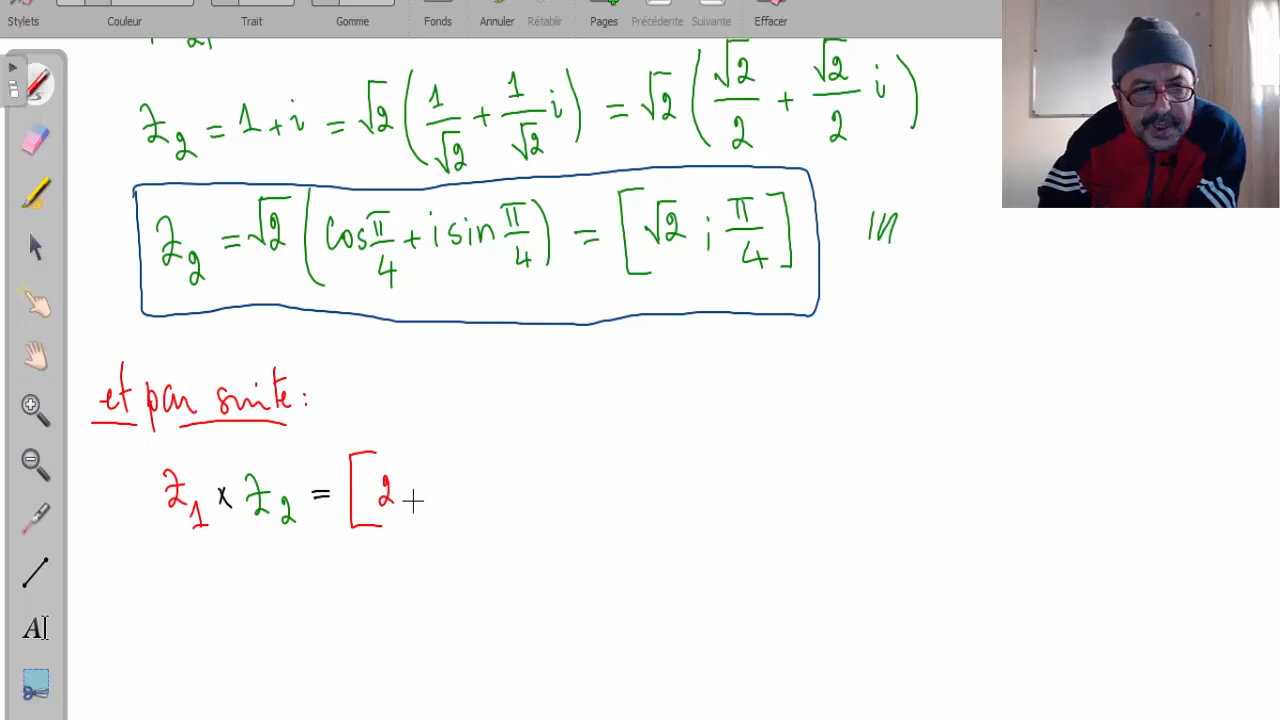 Stylets Couleur Trait Gomme Fonds Annuler Rétablir Pages Précédente Suivante Effacer
z₂ = 1 + i = √2 ( 1/√2 + 1/√2 i ) = √2 ( √2/2 + √2/2 i )
z₂ = √2 ( cos π/4 + i sin π/4 ) = [ √2 ; π/4 ]
et par suite :
z₁ × z₂ = [ 2
A